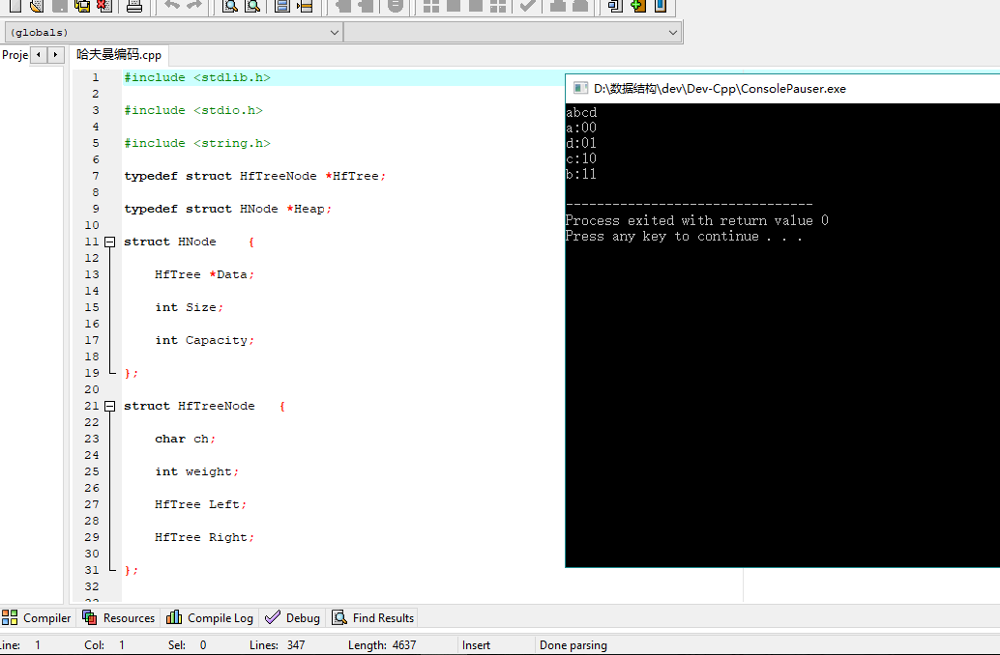 (globals)
Proje
哈夫曼编码.cpp
1 #include <stdlib.h>
2
3 #include <stdio.h>
4
5 #include <string.h>
6
7 typedef struct HfTreeNode *HfTree;
8
9 typedef struct HNode *Heap;
10
11 struct HNode {
12
13 HfTree *Data;
14
15 int Size;
16
17 int Capacity;
18
19 };
20
21 struct HfTreeNode {
22
23 char ch;
24
25 int weight;
26
27 HfTree Left;
28
29 HfTree Right;
30
31 };
32
D:\数据结构\dev\Dev-Cpp\ConsolePauser.exe
abcd
a:00
d:01
c:10
b:11
--------------------------------
Process exited with return value 0
Press any key to continue . . .
Compiler Resources Compile Log Debug Find Results
Line: 1 Col: 1 Sel: 0 Lines: 347 Length: 4637 Insert Done parsing